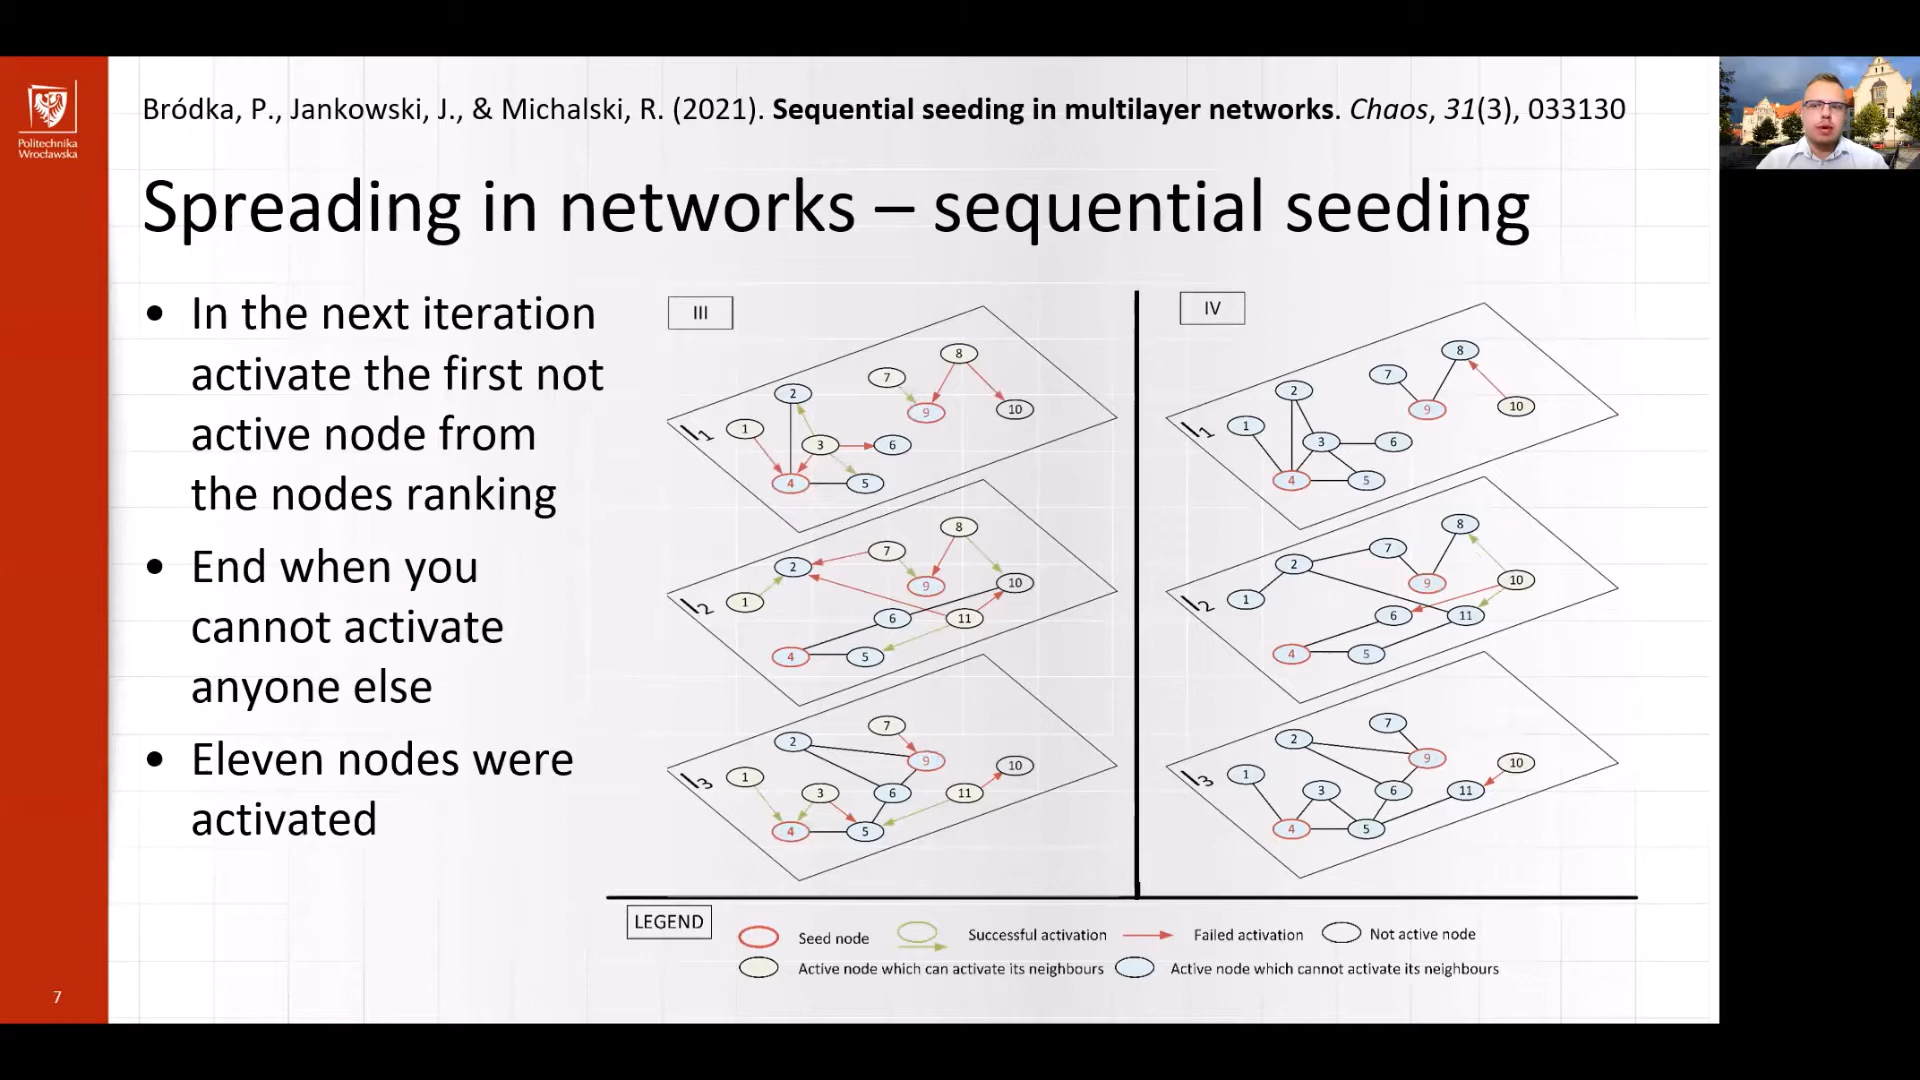 Politechnika
Wrocławska
Bródka, P., Jankowski, J., & Michalski, R. (2021). Sequential seeding in multilayer networks. Chaos, 31(3), 033130
Spreading in networks – sequential seeding
• In the next iteration
activate the first not
active node from
the nodes ranking
• End when you
cannot activate
anyone else
• Eleven nodes were
activated
III
8
7
2
9
10
1
3
6
4
5
l1
8
7
2
9
10
1
6
11
4
5
l2
7
2
9
10
1
3
6
11
4
5
l3
IV
8
7
2
9
10
1
3
6
4
5
l1
8
7
2
9
10
1
6
11
4
5
l2
7
2
9
10
1
3
6
11
4
5
l3
LEGEND
Seed node Successful activation Failed activation Not active node
Active node which can activate its neighbours Active node which cannot activate its neighbours
7